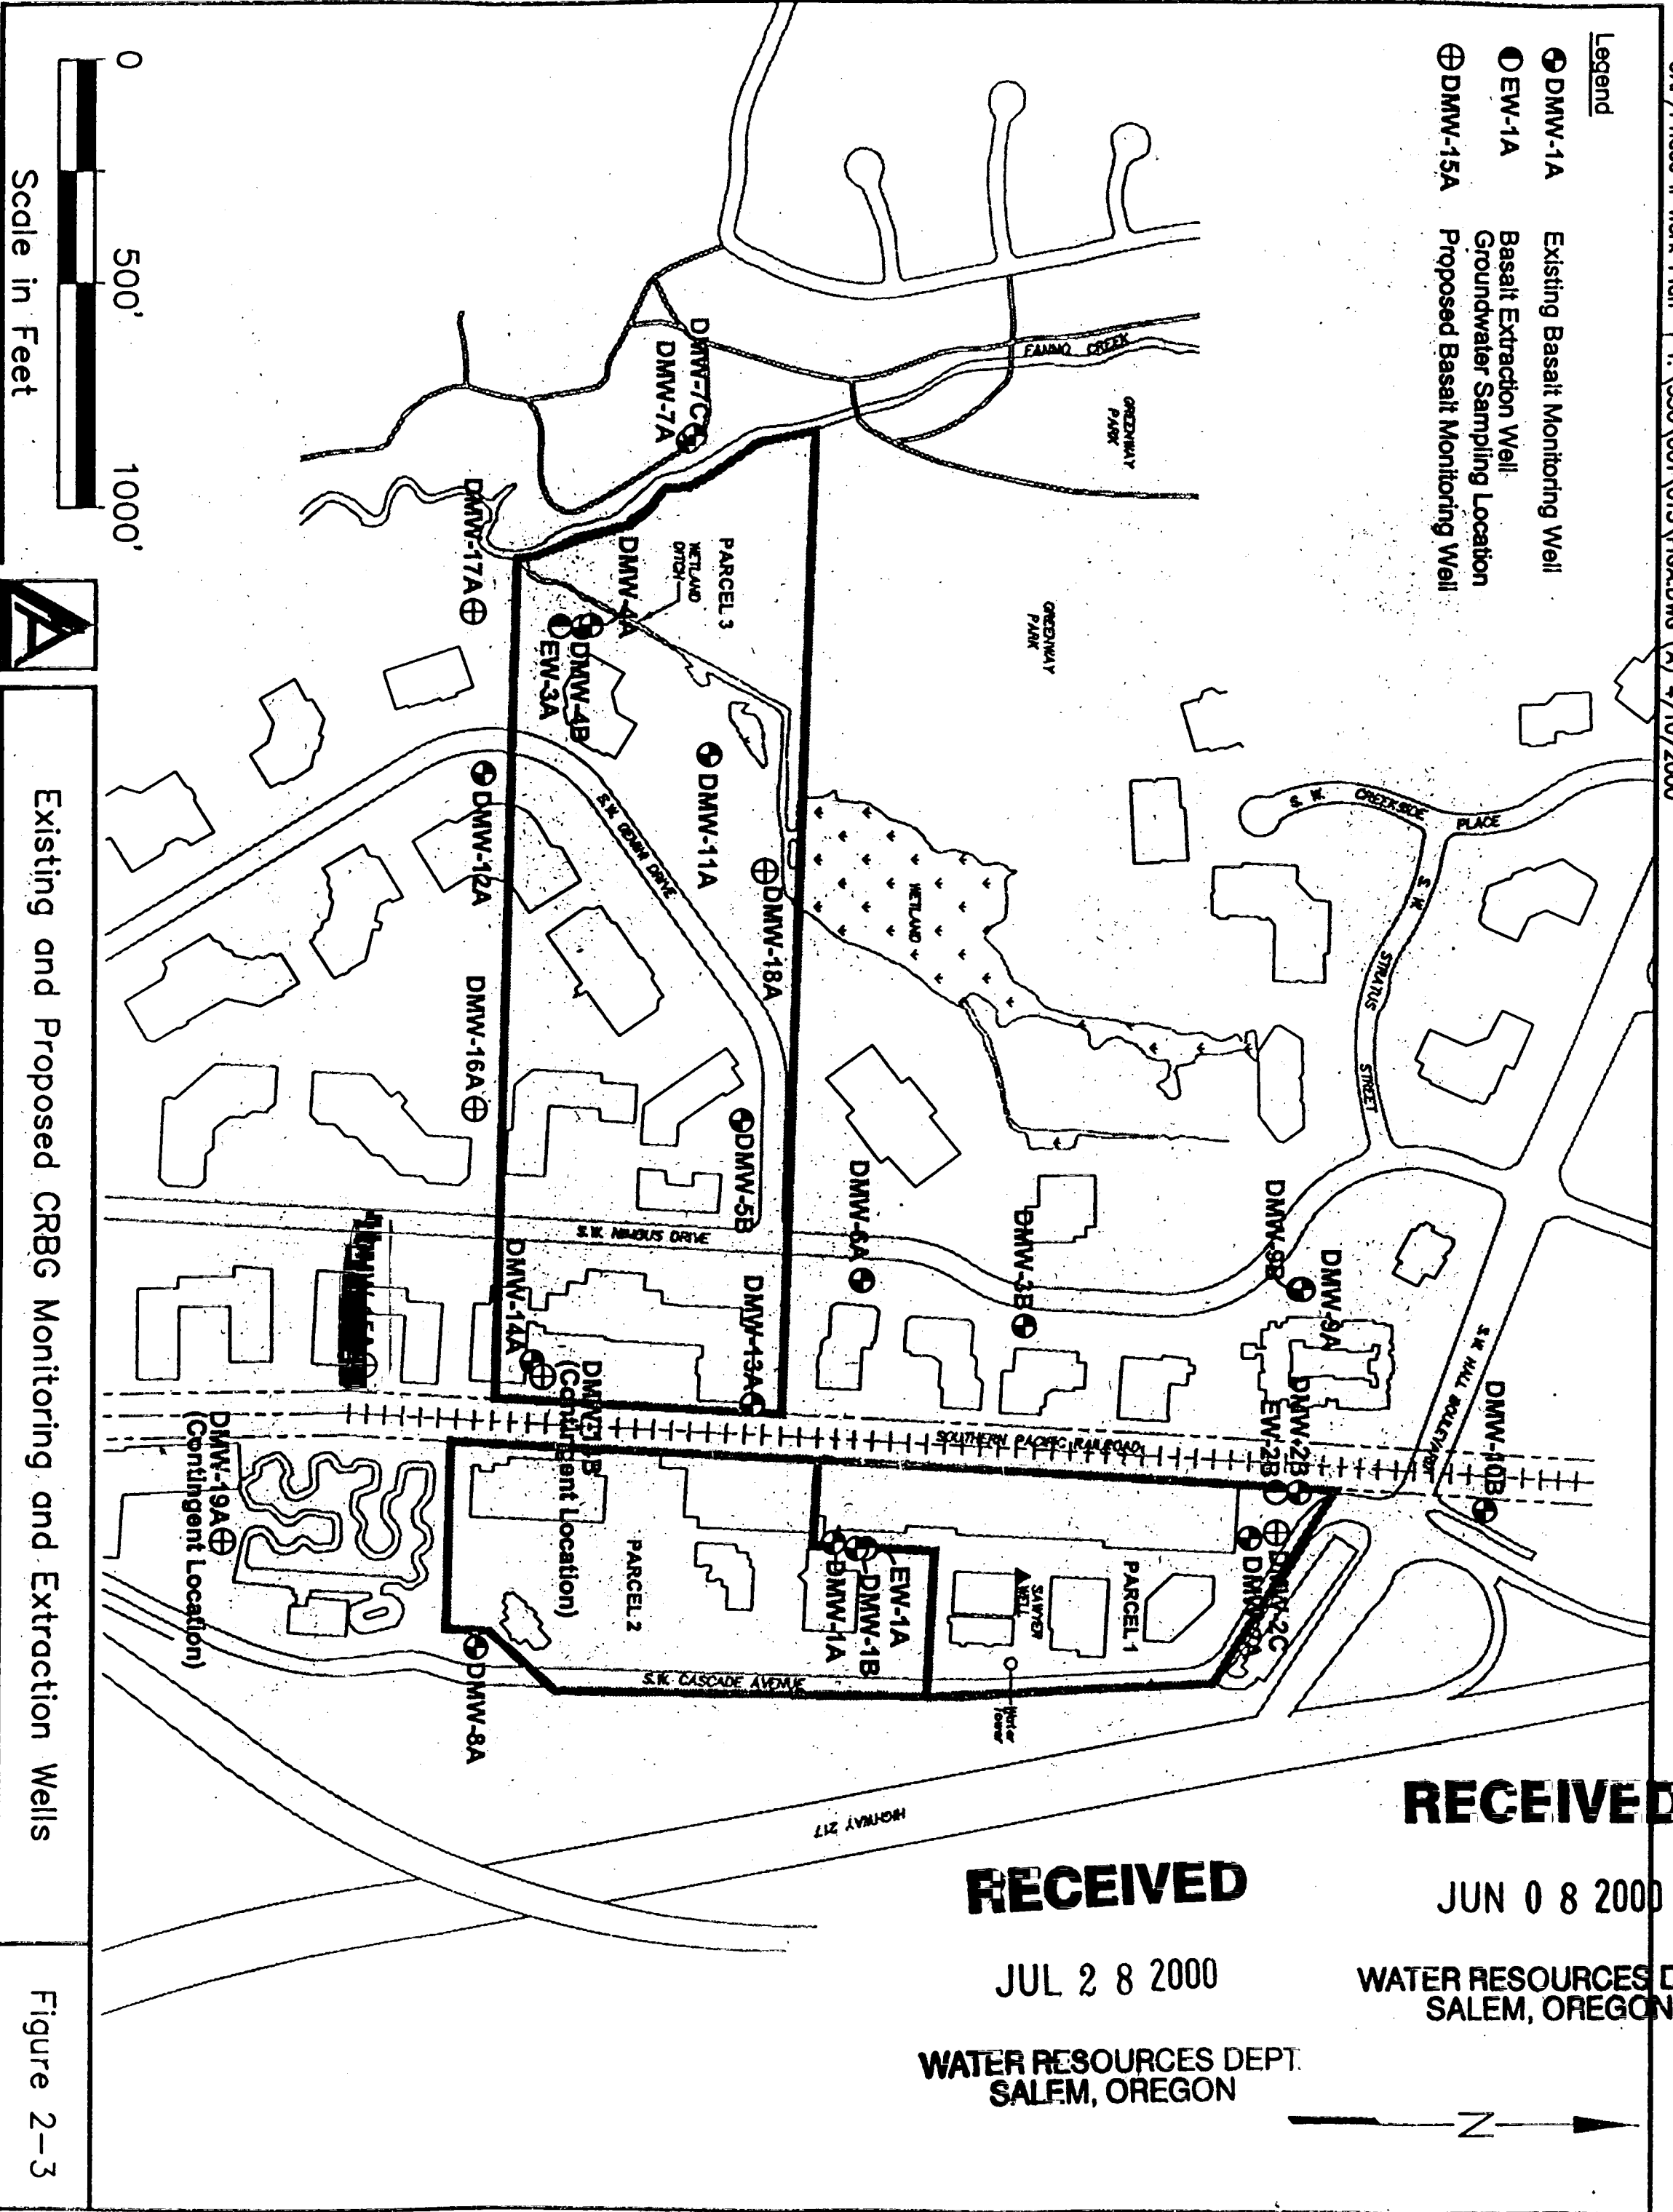 Legend
DMW-1A Existing Basalt Monitoring Well
EW-1A Basalt Extraction Well
Groundwater Sampling Location
DMW-15A Proposed Basalt Monitoring Well
0 500' 1000'
Scale in Feet
FANNO CREEK
GREENWAY
PARK
GREENWAY
PARK
DMW-7C
DMW-7A
DMW-17A
PARCEL 3
WETLAND
DITCH
DMW-4A
DMW-4B
EW-3A
DMW-11A
DMW-12A
S.W. GEMINI DRIVE
DMW-18A
WETLAND
S.W. CREEKSIDE PLACE
S.W. STRATUS STREET
DMW-16A
DMW-5B
DMW-6A
DMW-3B
DMW-9B
DMW-9A
S.W. NIMBUS DRIVE
DMW-14A
DMW-13A
(Contingent Location)
S.W. HALL BOULEVARD
DMW-10B
DMW-2B
EW-2B
SOUTHERN PACIFIC RAILROAD
DMW-19A
(Contingent Location)
PARCEL 2
EW-1A
DMW-1B
DMW-1A
SAWYER
WELL
PARCEL 1
DMW-2C
Water
Tower
S.W. CASCADE AVENUE
DMW-8A
HIGHWAY 217
RECEIVED
JUN 0 8 2000
WATER RESOURCES D
SALEM, OREGON
RECEIVED
JUL 2 8 2000
WATER RESOURCES DEPT.
SALEM, OREGON
N
Existing and Proposed CRBG Monitoring and Extraction Wells
Figure 2-3